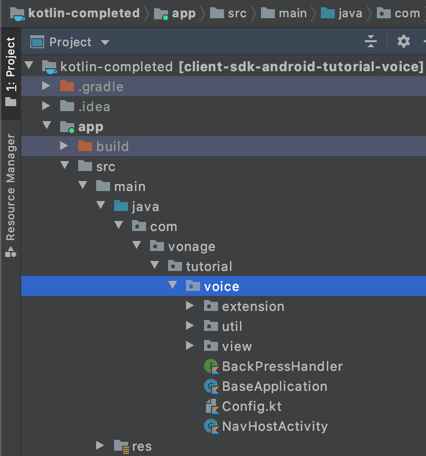 kotlin-completed app src main java com
1: Project
Resource Manager
Project
kotlin-completed [client-sdk-android-tutorial-voice]
.gradle
.idea
app
build
src
main
java
com
vonage
tutorial
voice
extension
util
view
BackPressHandler
BaseApplication
Config.kt
NavHostActivity
res